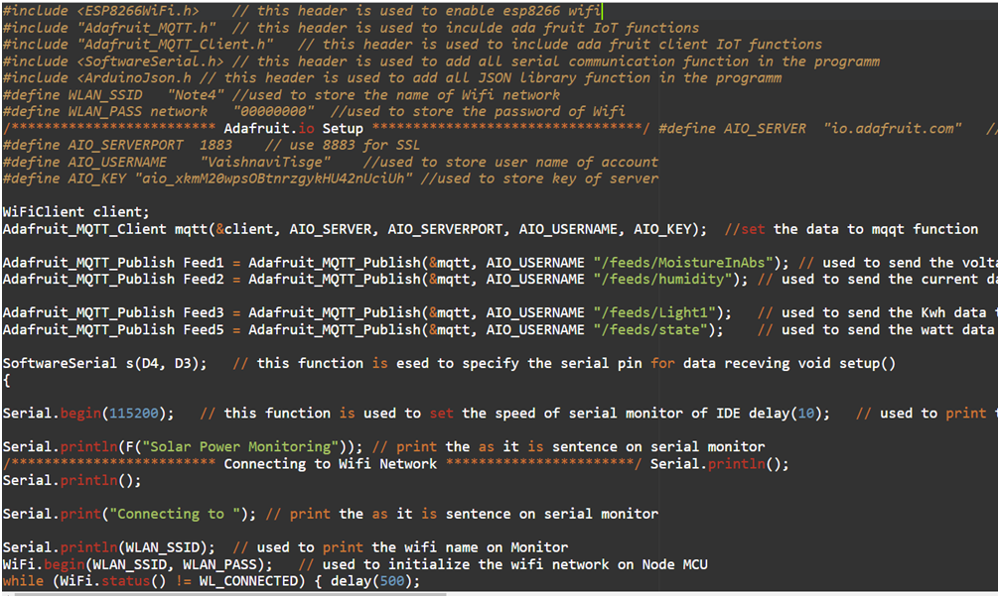 #include <ESP8266WiFi.h>    // this header is used to enable esp8266 wifi
#include "Adafruit_MQTT.h"  // this header is used to inculde ada fruit IoT functions
#include "Adafruit_MQTT_Client.h"   // this header is used to include ada fruit client IoT functions
#include <SoftwareSerial.h> // this header is used to add all serial communication function in the programm
#include <ArduinoJson.h // this header is used to add all JSON library function in the programm
#define WLAN_SSID   "Note4" //used to store the name of Wifi network
#define WLAN_PASS network   "00000000"  //used to store the password of Wifi
/************************* Adafruit.io Setup *********************************/ #define AIO_SERVER  "io.adafruit.com"   //
#define AIO_SERVERPORT  1883    // use 8883 for SSL
#define AIO_USERNAME    "VaishnaviTisge"    //used to store user name of account
#define AIO_KEY "aio_xkmM20wpsOBtnrzgykHU42nUciUh" //used to store key of server
WiFiClient client;
Adafruit_MQTT_Client mqtt(&client, AIO_SERVER, AIO_SERVERPORT, AIO_USERNAME, AIO_KEY);  //set the data to mqqt function
Adafruit_MQTT_Publish Feed1 = Adafruit_MQTT_Publish(&mqtt, AIO_USERNAME "/feeds/MoistureInAbs"); // used to send the volta
Adafruit_MQTT_Publish Feed2 = Adafruit_MQTT_Publish(&mqtt, AIO_USERNAME "/feeds/humidity"); // used to send the current da
Adafruit_MQTT_Publish Feed3 = Adafruit_MQTT_Publish(&mqtt, AIO_USERNAME "/feeds/Light1");   // used to send the Kwh data
Adafruit_MQTT_Publish Feed5 = Adafruit_MQTT_Publish(&mqtt, AIO_USERNAME "/feeds/state");    // used to send the watt data
SoftwareSerial s(D4, D3);   // this function is esed to specify the serial pin for data receving void setup()
{
Serial.begin(115200);   // this function is used to set the speed of serial monitor of IDE delay(10);   // used to print
Serial.println(F("Solar Power Monitoring")); // print the as it is sentence on serial monitor
/************************* Connecting to Wifi Network ***********************/ Serial.println();
Serial.println();
Serial.print("Connecting to "); // print the as it is sentence on serial monitor
Serial.println(WLAN_SSID);  // used to print the wifi name on Monitor
WiFi.begin(WLAN_SSID, WLAN_PASS);   // used to initialize the wifi network on Node MCU
while (WiFi.status() != WL_CONNECTED) { delay(500);